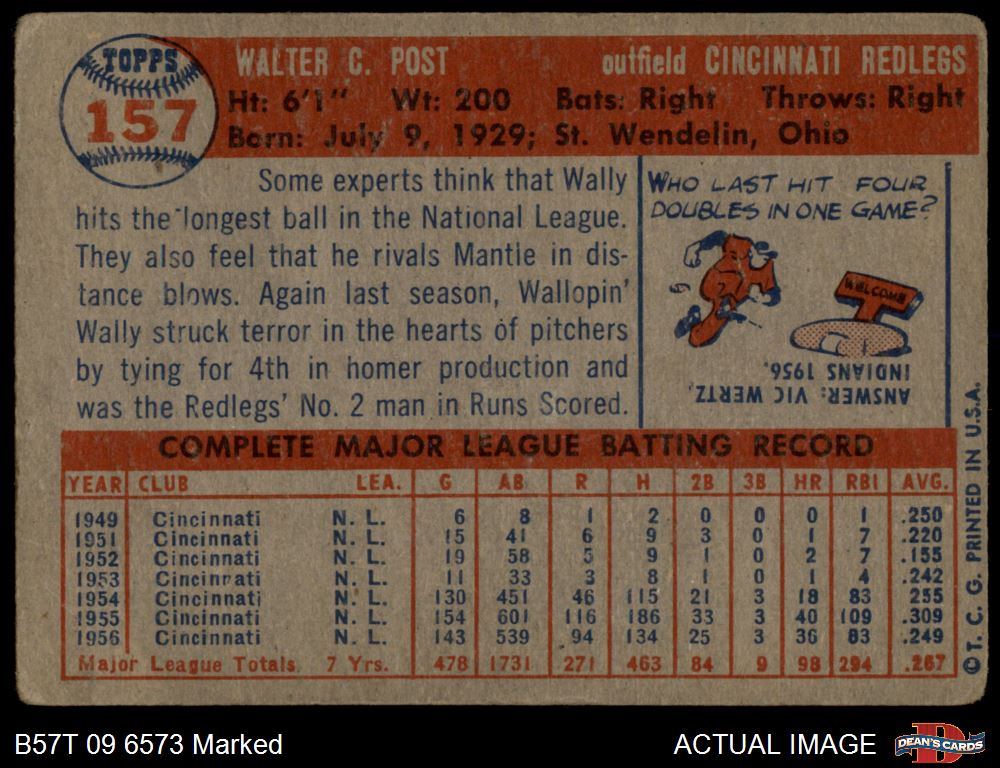 TOPPS
157
WALTER C. POST outfield CINCINNATI REDLEGS
Ht: 6'1" Wt: 200 Bats: Right Throws: Right
Born: July 9, 1929; St. Wendelin, Ohio
Some experts think that Wally
hits the longest ball in the National League.
They also feel that he rivals Mantle in dis-
tance blows. Again last season, Wallopin'
Wally struck terror in the hearts of pitchers
by tying for 4th in homer production and
was the Redlegs' No. 2 man in Runs Scored.
WHO LAST HIT FOUR
DOUBLES IN ONE GAME?
2
WELCOME
ANSWER: VIC WERTZ,
INDIANS 1956.
COMPLETE MAJOR LEAGUE BATTING RECORD
YEAR CLUB LEA. G AB R H 2B 3B HR RBI AVG.
1949 Cincinnati N. L. 6 8 1 2 0 0 0 1 .250
1951 Cincinnati N. L. 15 41 6 9 3 0 1 7 .220
1952 Cincinnati N. L. 19 58 5 9 1 0 2 7 .155
1953 Cincinnati N. L. 11 33 3 8 1 0 1 4 .242
1954 Cincinnati N. L. 130 451 46 115 21 3 18 83 .255
1955 Cincinnati N. L. 154 601 116 186 33 3 40 109 .309
1956 Cincinnati N. L. 143 539 94 134 25 3 36 83 .249
Major League Totals 7 Yrs. 478 1731 271 463 84 9 98 294 .267
© T. C. G. PRINTED IN U.S.A.
B57T 09 6573 Marked
ACTUAL IMAGE
D
DEAN'S CARDS